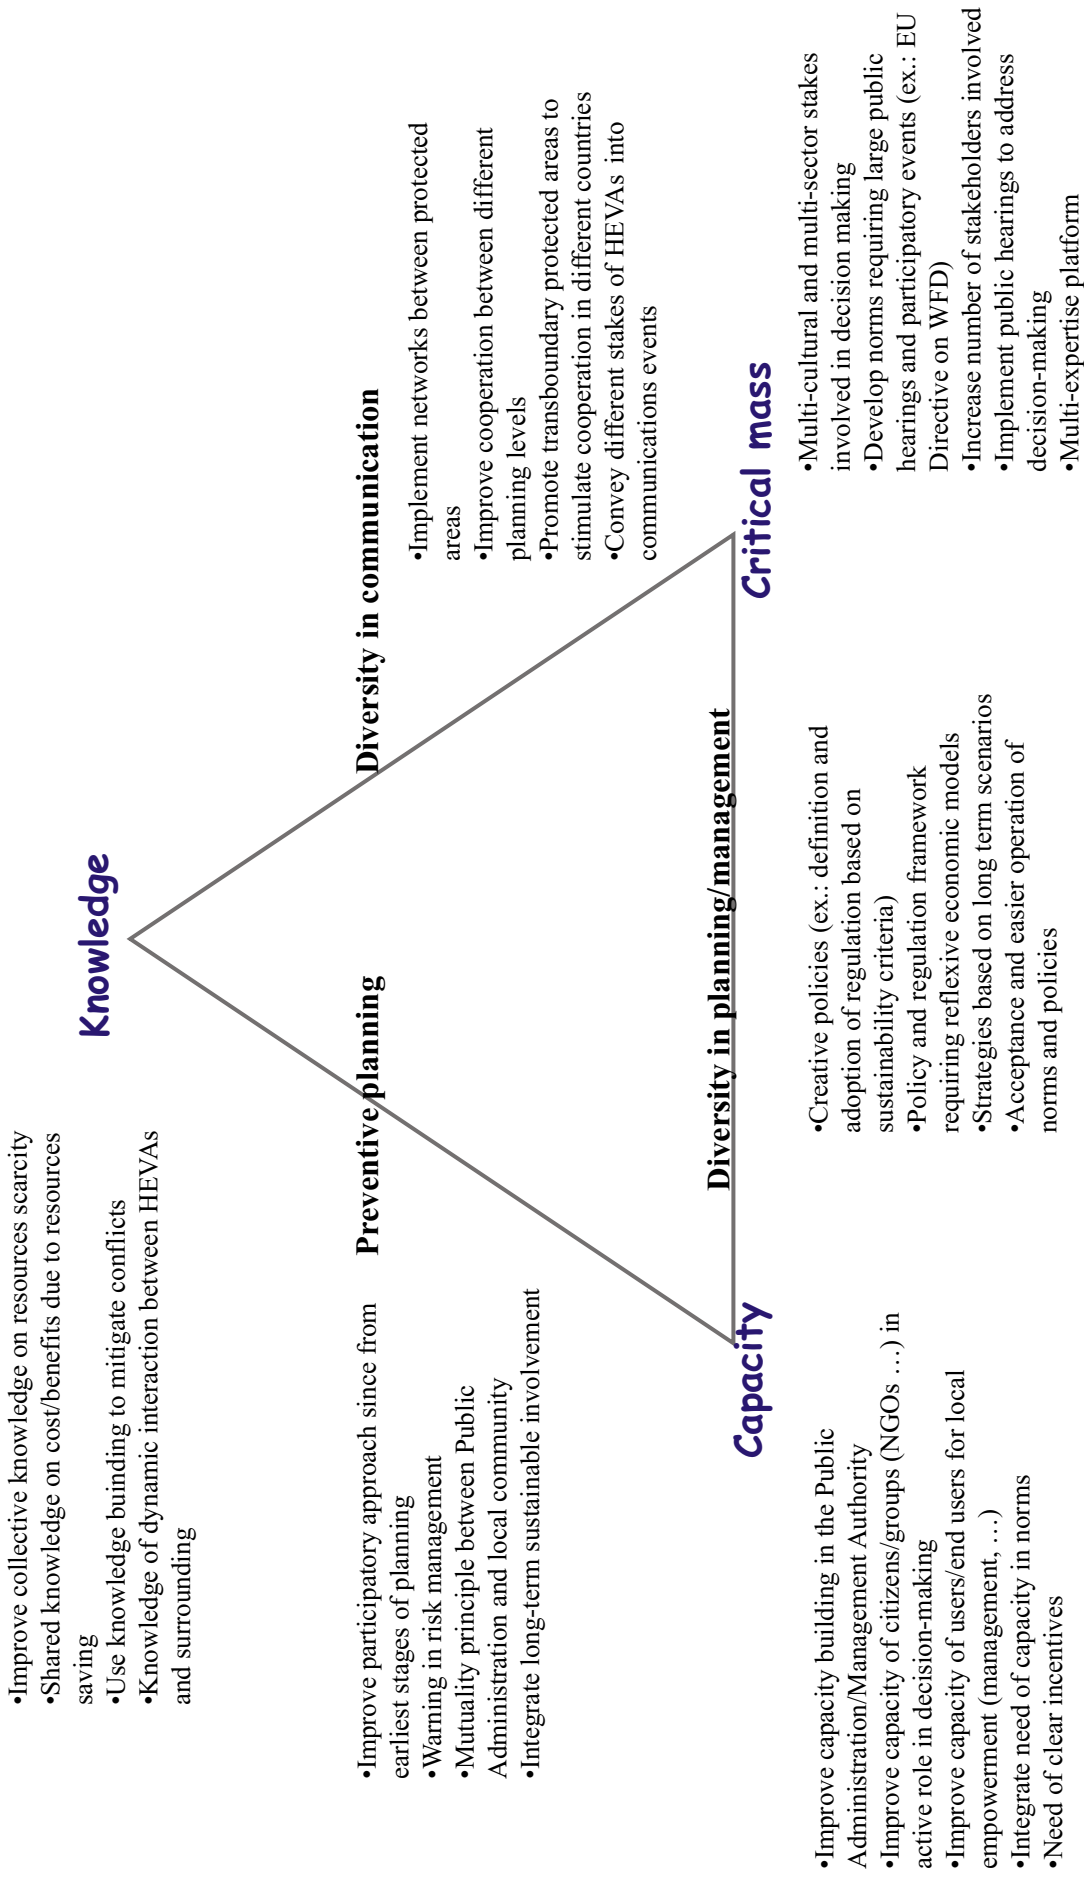 •Improve collective knowledge on resources scarcity
•Shared knowledge on cost/benefits due to resources
saving
•Use knowledge buinding to mitigate conflicts
•Knowledge of dynamic interaction between HEVAs
and surrounding
Knowledge
•Improve participatory approach since from
earliest stages of planning
•Warning in risk management
•Mutuality principle between Public
Administration and local community
•Integrate long-term sustainable involvement
Preventive planning
Diversity in communication
•Implement networks between protected
areas
•Improve cooperation between different
planning levels
•Promote transboundary protected areas to
stimulate cooperation in different countries
•Convey different stakes of HEVAs into
communications events
Diversity in planning/management
Capacity
Critical mass
•Improve capacity building in the Public
Administration/Management Authority
•Improve capacity of citizens/groups (NGOs …) in
active role in decision-making
•Improve capacity of users/end users for local
empowerment (management, …)
•Integrate need of capacity in norms
•Need of clear incentives
•Creative policies (ex.: definition and
adoption of regulation based on
sustainability criteria)
•Policy and regulation framework
requiring reflexive economic models
•Strategies based on long term scenarios
•Acceptance and easier operation of
norms and policies
•Multi-cultural and multi-sector stakes
involved in decision making
•Develop norms requiring large public
hearings and participatory events (ex.: EU
Directive on WFD)
•Increase number of stakeholders involved
•Implement public hearings to address
decision-making
•Multi-expertise platform